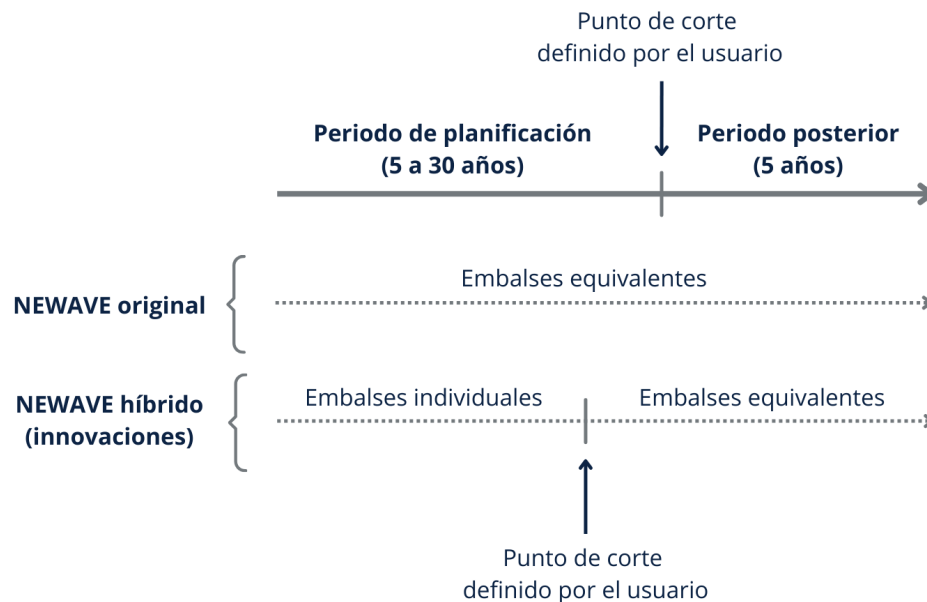 Punto de corte
definido por el usuario
Periodo de planificación
(5 a 30 años)
Periodo posterior
(5 años)
NEWAVE original
Embalses equivalentes
NEWAVE híbrido
(innovaciones)
Embalses individuales
Embalses equivalentes
Punto de corte
definido por el usuario